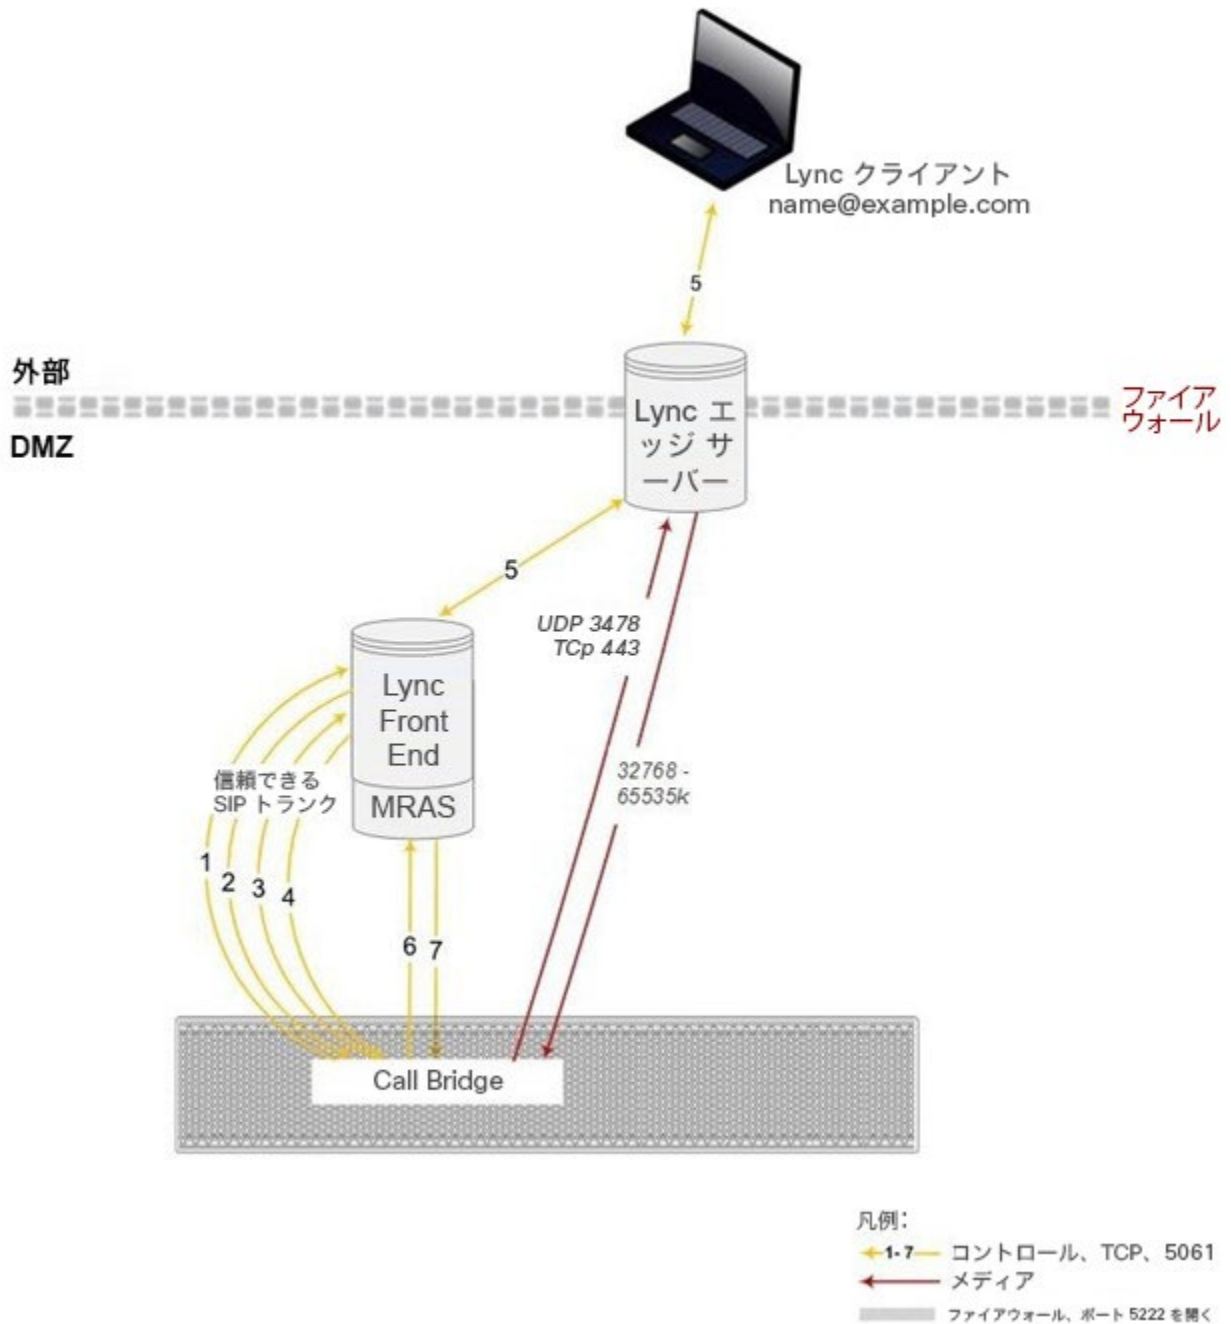 Lync クライアント
name@example.com
5
外部
ファイア
ウォール
DMZ
Lync エ
ッジ サ
ーバー
5
UDP 3478
TCp 443
Lync
Front
End
MRAS
信頼できる
SIP トランク
32768 -
65535k
1
2
3
4
6
7
Call Bridge
凡例：
1-7 コントロール、TCP、5061
メディア
ファイアウォール、ポート 5222 を開く